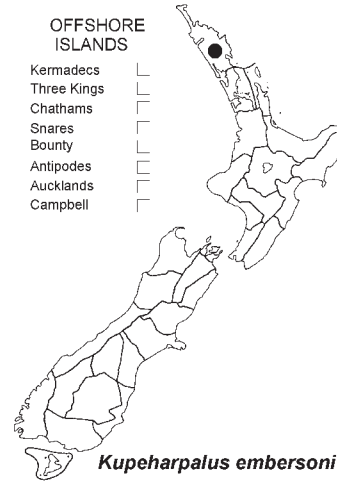 OFFSHORE
ISLANDS
Kermadecs
Three Kings
Chathams
Snares
Bounty
Antipodes
Aucklands
Campbell
Kupeharpalus embersoni